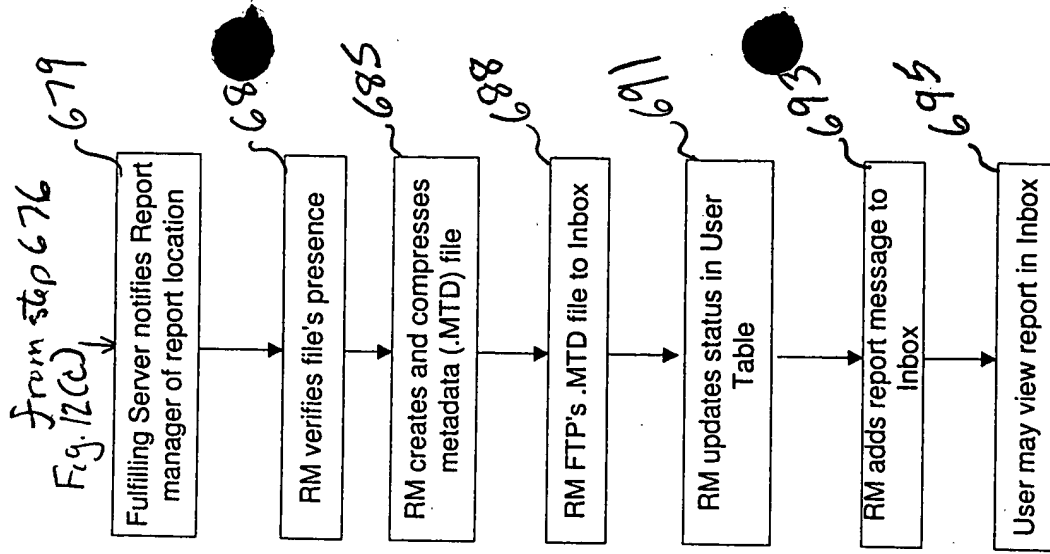 from step 676
Fig. 12(c)
679
Fulfilling Server notifies Report
manager of report location
RM verifies file's presence
685
RM creates and compresses
metadata (.MTD) file
688
RM FTP's .MTD file to Inbox
691
RM updates status in User
Table
693
RM adds report message to
Inbox
695
User may view report in Inbox